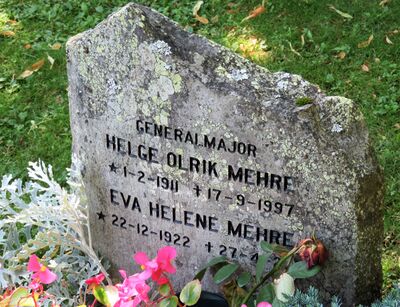 GENERALMAJOR
HELGE OLRIK MEHRE
*1-2-1911 +17-9-1997
EVA HELENE MEHRE
*22-12-1922 +27-4